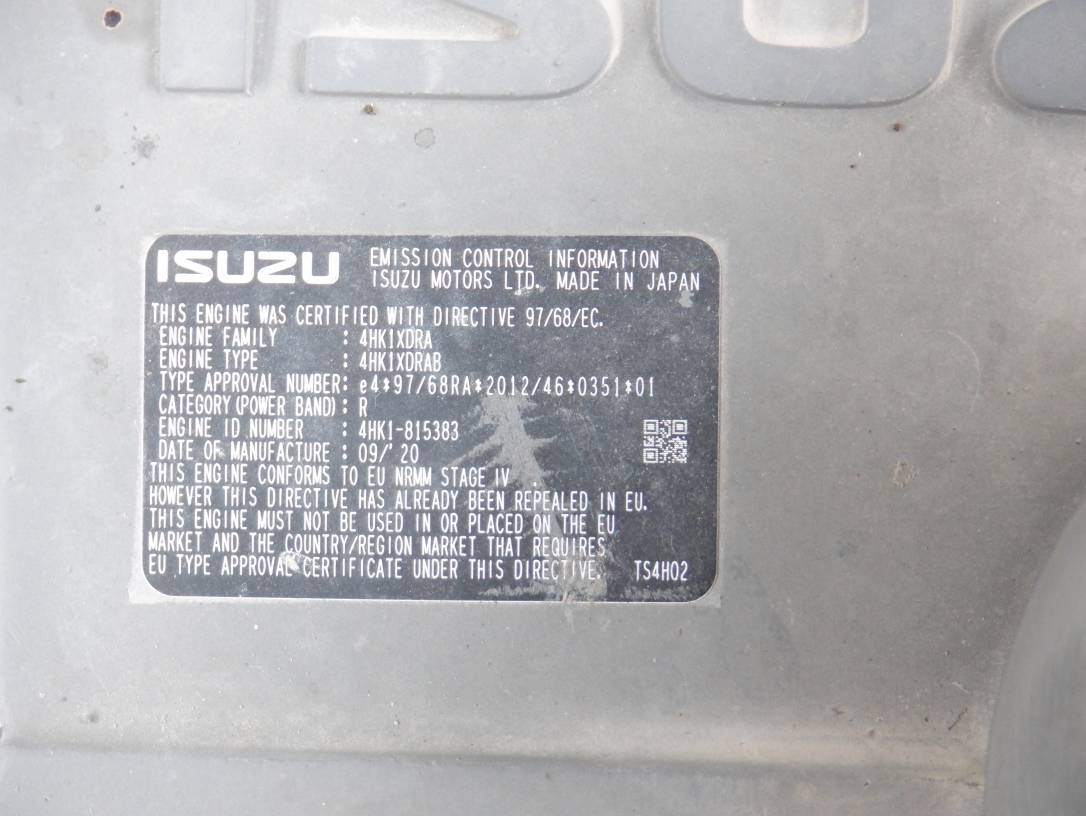 ISUZU
ISUZU EMISSION CONTROL INFORMATION
ISUZU MOTORS LTD. MADE IN JAPAN
THIS ENGINE WAS CERTIFIED WITH DIRECTIVE 97/68/EC.
ENGINE FAMILY : 4HK1XDRA
ENGINE TYPE : 4HK1XDRAB
TYPE APPROVAL NUMBER: e4*97/68RA*2012/46*0351*01
CATEGORY(POWER BAND): R
ENGINE ID NUMBER : 4HK1-815383
DATE OF MANUFACTURE : 09/'20
THIS ENGINE CONFORMS TO EU NRMM STAGE IV
HOWEVER THIS DIRECTIVE HAS ALREADY BEEN REPEALED IN EU.
THIS ENGINE MUST NOT BE USED IN OR PLACED ON THE EU
MARKET AND THE COUNTRY/REGION MARKET THAT REQUIRES
EU TYPE APPROVAL CERTIFICATE UNDER THIS DIRECTIVE. TS4H02